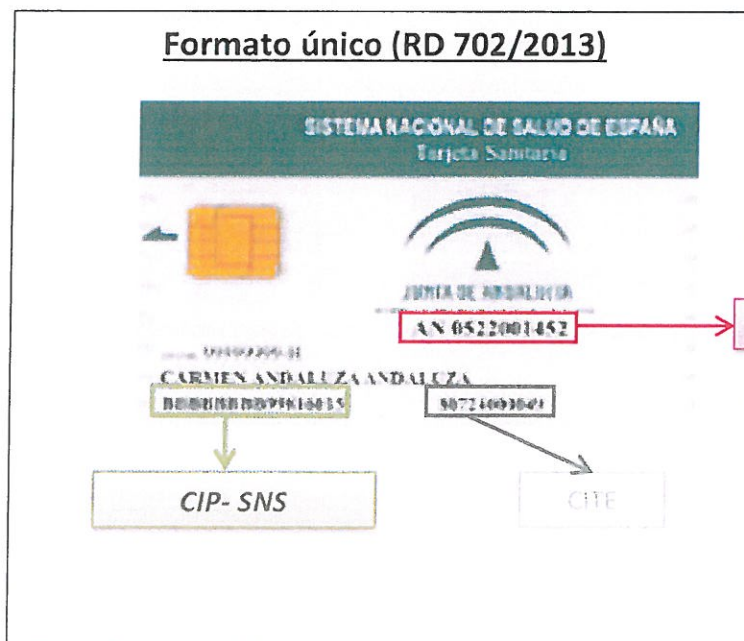 Formato único (RD 702/2013)
SISTEMA NACIONAL DE SALUD DE ESPAÑA
Tarjeta Sanitaria
JUNTA DE ANDALUCIA
AN 0522001452
CARMEN ANDALUZA ANDALUZA
CIP- SNS
CITE